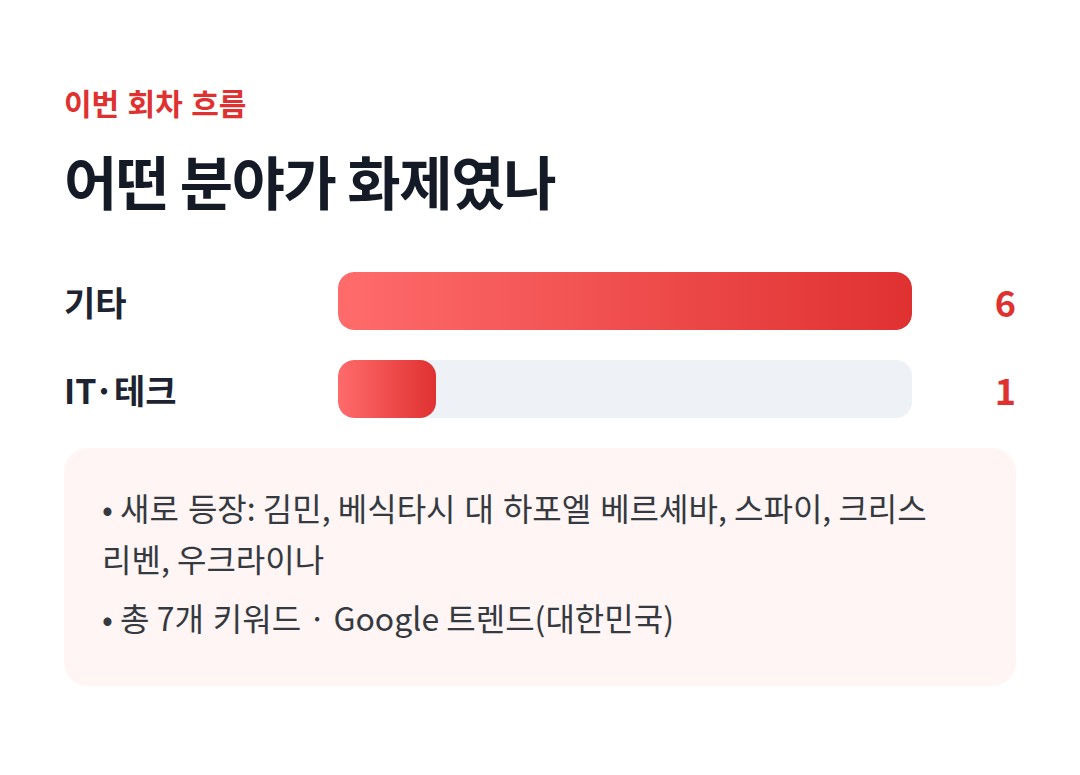 이번 회차 흐름
어떤 분야가 화제였나
기타 6
IT·테크 1
• 새로 등장: 김민, 베식타시 대 하포엘 베르셰바, 스파이, 크리스
리벤, 우크라이나
• 총 7개 키워드 · Google 트렌드(대한민국)